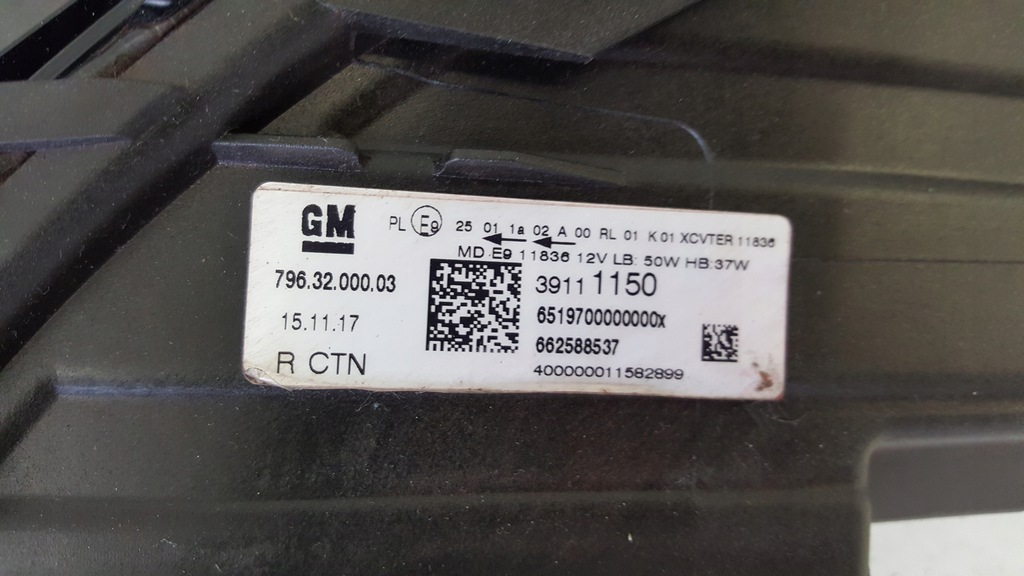 GM
PL E9 25 01 1a 02 A 00 RL 01 K 01 XCVTER 11836
MD E9 11836 12V LB: 50W HB:37W
796.32.000.03
39111150
15.11.17
6519700000000x
662588537
R CTN
400000011582899